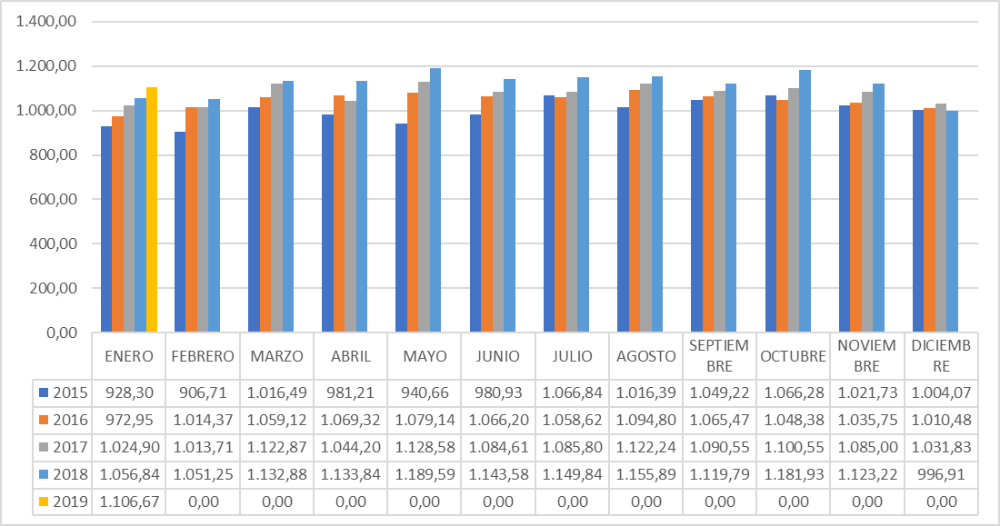 1.400,00
1.200,00
1.000,00
800,00
600,00
400,00
200,00
0,00
ENERO FEBRERO MARZO ABRIL MAYO JUNIO JULIO AGOSTO SEPTIEM OCTUBRE NOVIEM DICIEMB
BRE BRE RE
2015 928,30 906,71 1.016,49 981,21 940,66 980,93 1.066,84 1.016,39 1.049,22 1.066,28 1.021,73 1.004,07
2016 972,95 1.014,37 1.059,12 1.069,32 1.079,14 1.066,20 1.058,62 1.094,80 1.065,47 1.048,38 1.035,75 1.010,48
2017 1.024,90 1.013,71 1.122,87 1.044,20 1.128,58 1.084,61 1.085,80 1.122,24 1.090,55 1.100,55 1.085,00 1.031,83
2018 1.056,84 1.051,25 1.132,88 1.133,84 1.189,59 1.143,58 1.149,84 1.155,89 1.119,79 1.181,93 1.123,22 996,91
2019 1.106,67 0,00 0,00 0,00 0,00 0,00 0,00 0,00 0,00 0,00 0,00 0,00